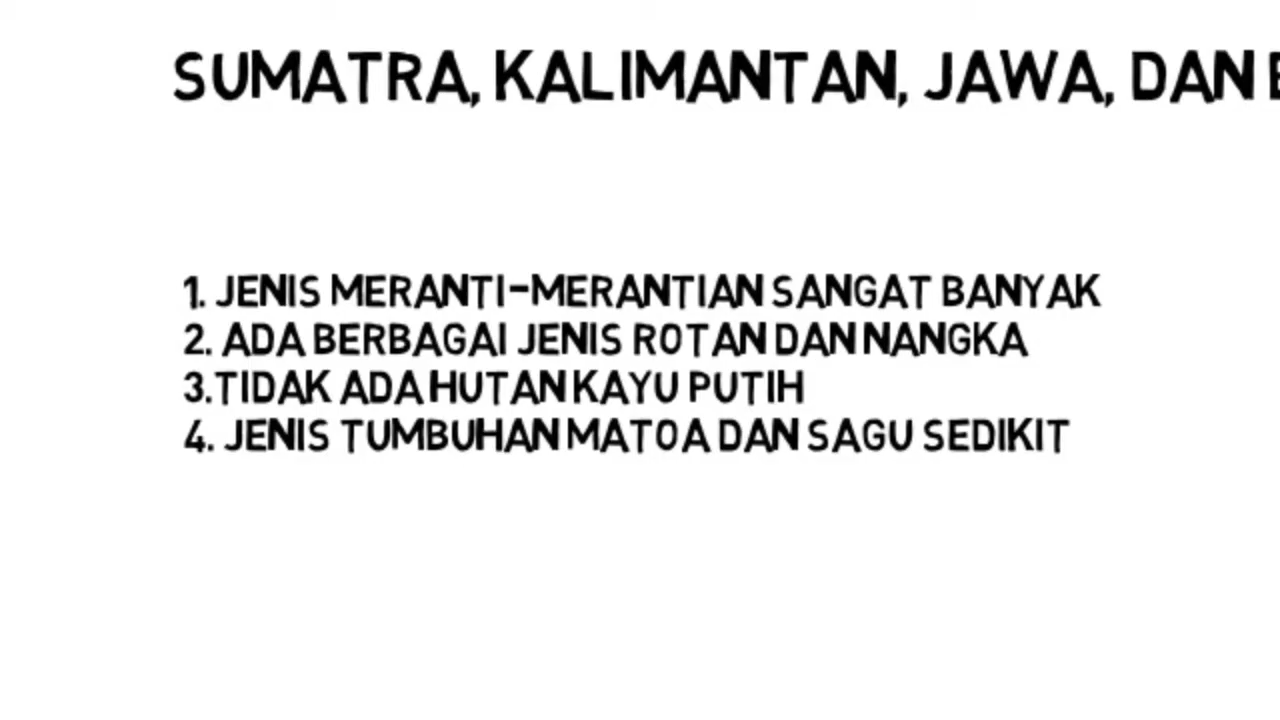 SUMATRA, KALIMANTAN, JAWA, DAN
1. JENIS MERANTI-MERANTIAN SANGAT BANYAK
2. ADA BERBAGAI JENIS ROTAN DAN NANGKA
3.TIDAK ADA HUTAN KAYU PUTIH
4. JENIS TUMBUHAN MATOA DAN SAGU SEDIKIT